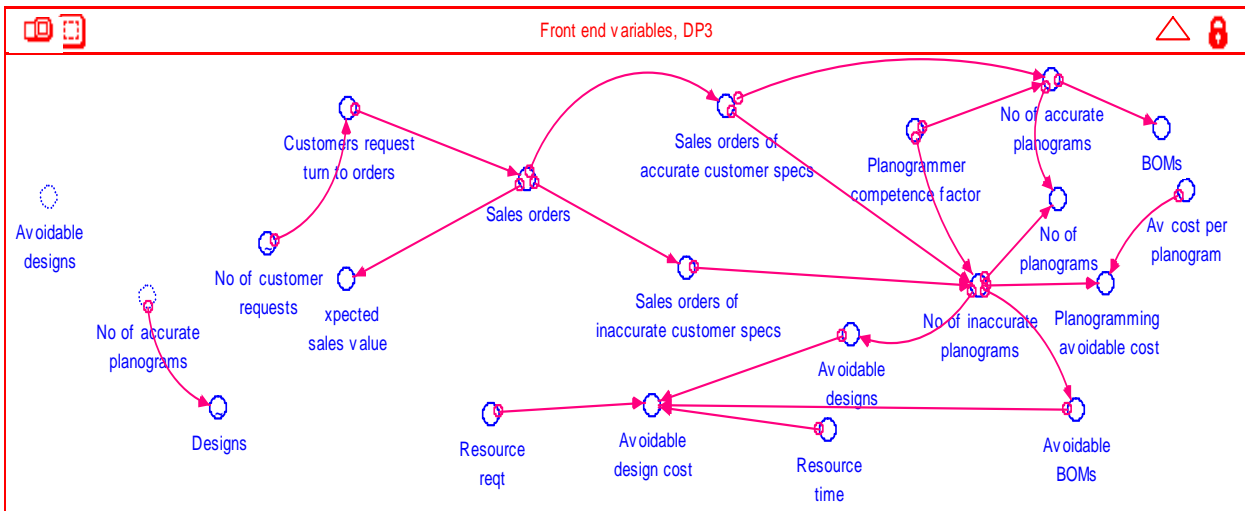 Front end variables, DP3
Customers request
turn to orders
Sales orders of
accurate customer specs
No of accurate
planograms
Planogrammer
competence factor
BOMs
Avoidable
designs
Sales orders
No of customer
requests
No of
planograms
Av cost per
planogram
xpected
sales value
Sales orders of
inaccurate customer specs
No of inaccurate
planograms
Planogramming
avoidable cost
No of accurate
planograms
Avoidable
designs
Designs
Resource
reqt
Avoidable
design cost
Resource
time
Avoidable
BOMs